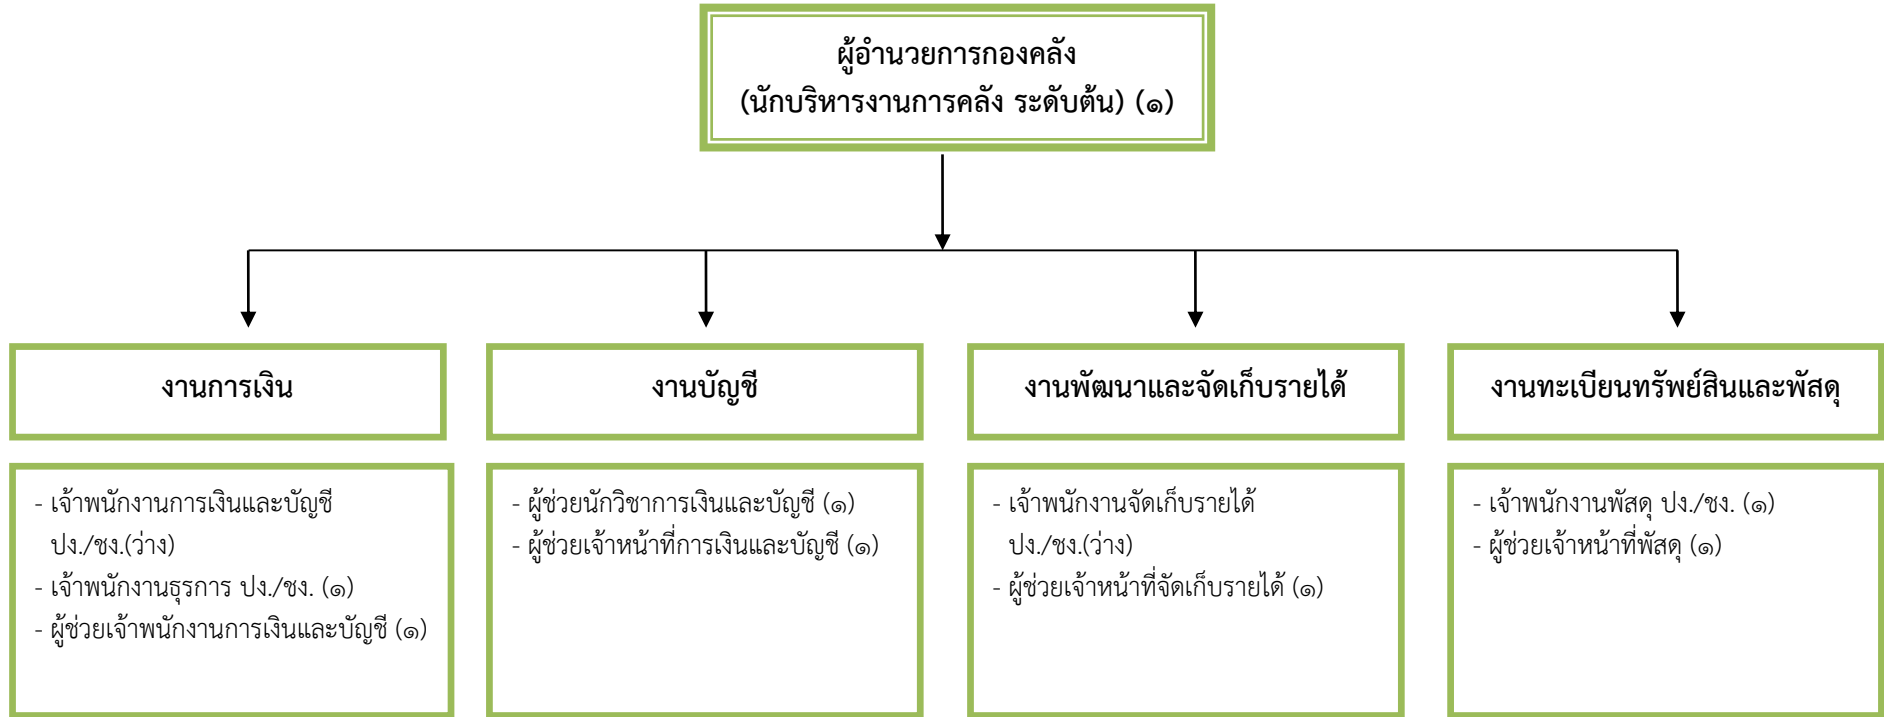 ผู้อำนวยการกองคลัง
(นักบริหารงานการคลัง ระดับต้น) (๑)
งานการเงิน
งานบัญชี
งานพัฒนาและจัดเก็บรายได้
งานทะเบียนทรัพย์สินและพัสดุ
- เจ้าพนักงานการเงินและบัญชี
ปง./ชง.(ว่าง)
- เจ้าพนักงานธุรการ ปง./ชง. (๑)
- ผู้ช่วยเจ้าพนักงานการเงินและบัญชี (๑)
- ผู้ช่วยนักวิชาการเงินและบัญชี (๑)
- ผู้ช่วยเจ้าหน้าที่การเงินและบัญชี (๑)
- เจ้าพนักงานจัดเก็บรายได้
ปง./ชง.(ว่าง)
- ผู้ช่วยเจ้าหน้าที่จัดเก็บรายได้ (๑)
- เจ้าพนักงานพัสดุ ปง./ชง. (๑)
- ผู้ช่วยเจ้าหน้าที่พัสดุ (๑)